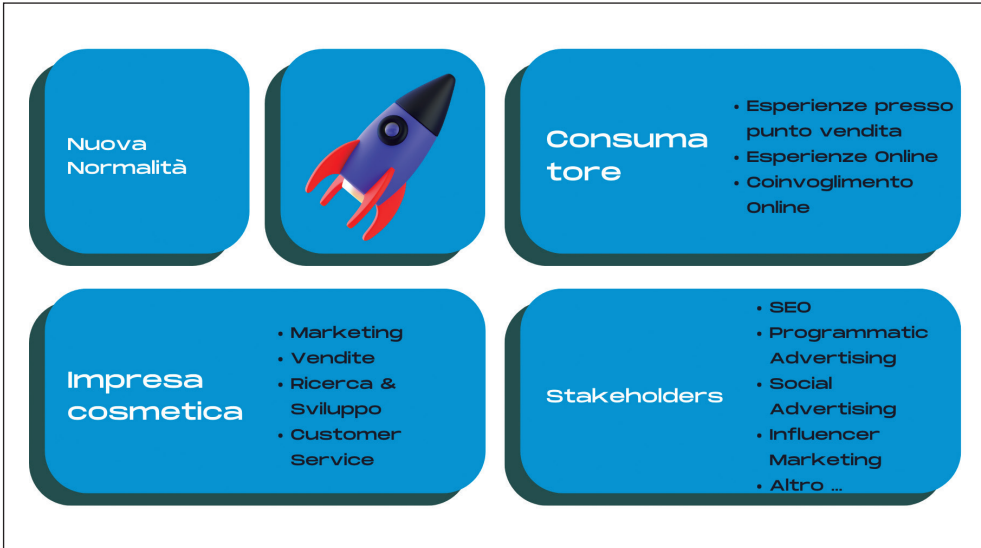 Nuova
Normalità
Consuma
tore
• Esperienze presso
punto vendita
• Esperienze Online
• Coinvoglimento
Online
Impresa
cosmetica
• Marketing
• Vendite
• Ricerca &
Sviluppo
• Customer
Service
Stakeholders
• SEO
• Programmatic
Advertising
• Social
Advertising
• Influencer
Marketing
• Altro ...